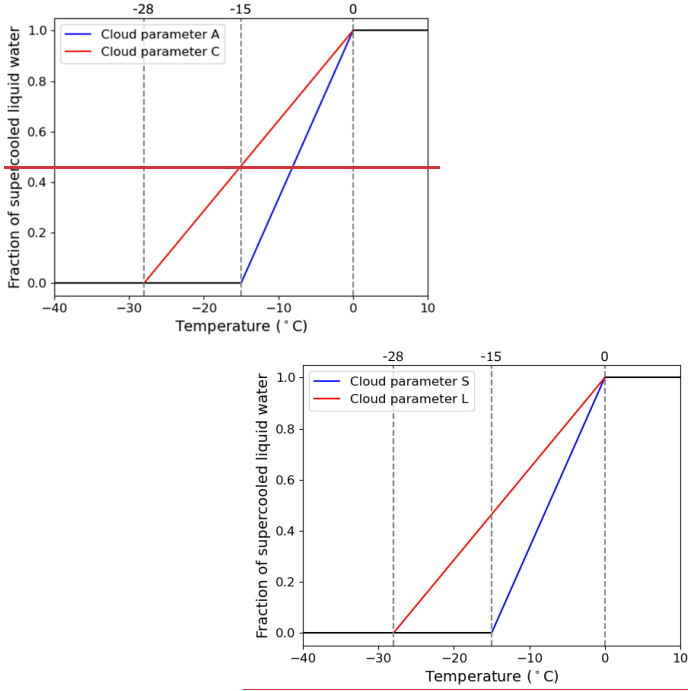 -28 -15 0
Cloud parameter A
Cloud parameter C
Fraction of supercooled liquid water
1.0
0.8
0.6
0.4
0.2
0.0
−40 −30 −20 −10 0 10
Temperature (°C)
-28 -15 0
Cloud parameter S
Cloud parameter L
Fraction of supercooled liquid water
1.0
0.8
0.6
0.4
0.2
0.0
−40 −30 −20 −10 0 10
Temperature (°C)